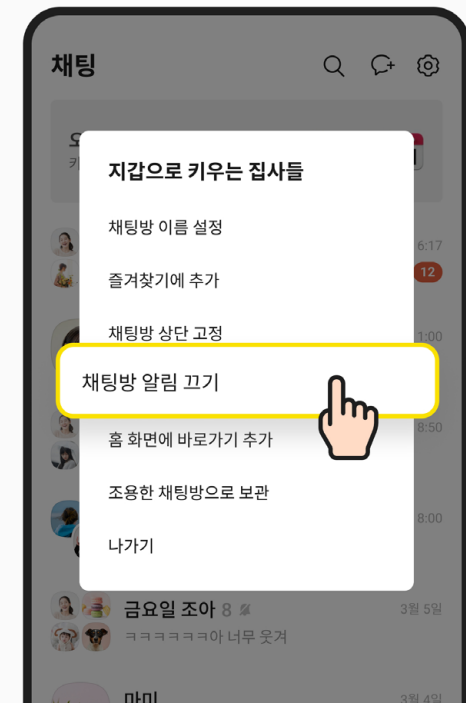 채팅
지갑으로 키우는 집사들
채팅방 이름 설정
6:17
12
즐겨찾기에 추가
채팅방 상단 고정
1:00
채팅방 알림 끄기
8:50
홈 화면에 바로가기 추가
조용한 채팅방으로 보관
8:00
나가기
금요일 조아 8
3월 5일
ㅋㅋㅋㅋㅋㅋ아 너무 웃겨
마미
3월 4일